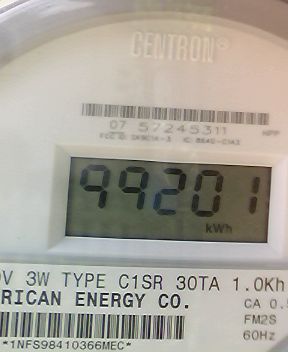 CENTRON®
07 57245311
HPP
99201
kWh
V 3W TYPE C1SR 30TA 1.0Kh
RICAN ENERGY CO.
CA 0.5
FM2S
60Hz
*1NFS98410366MEC*